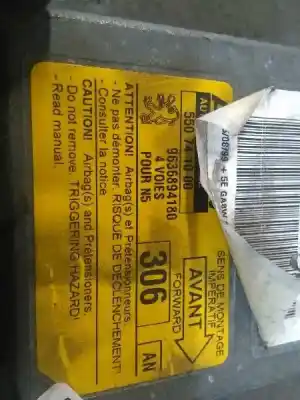 AU
550 74 10 00
9636894180
4 VOIES
POUR N5
306
AN
SENS DE MONTAGE
IMPERATIF
AVANT
FORWARD
ATTENTION! Airbag(s) et Prétensionneurs
- Ne pas démonter. RISQUE DE DECLENCHEMENT!
- Consulter la notice
CAUTION! Airbag(s) and Pretensioners,
- Do not remove. TRIGGERING HAZARD!
- Read manual.